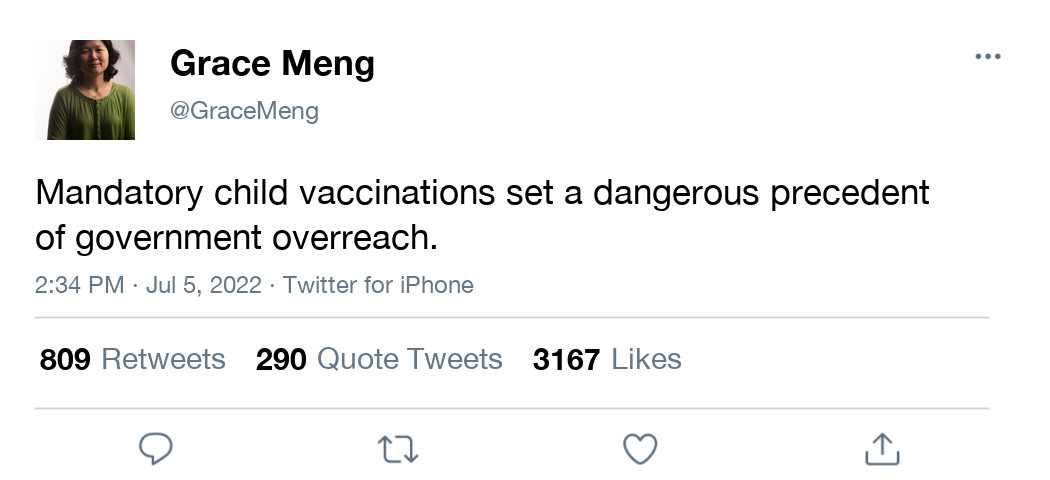 Grace Meng
@GraceMeng
Mandatory child vaccinations set a dangerous precedent
of government overreach.
2:34 PM · Jul 5, 2022 · Twitter for iPhone
809 Retweets 290 Quote Tweets 3167 Likes